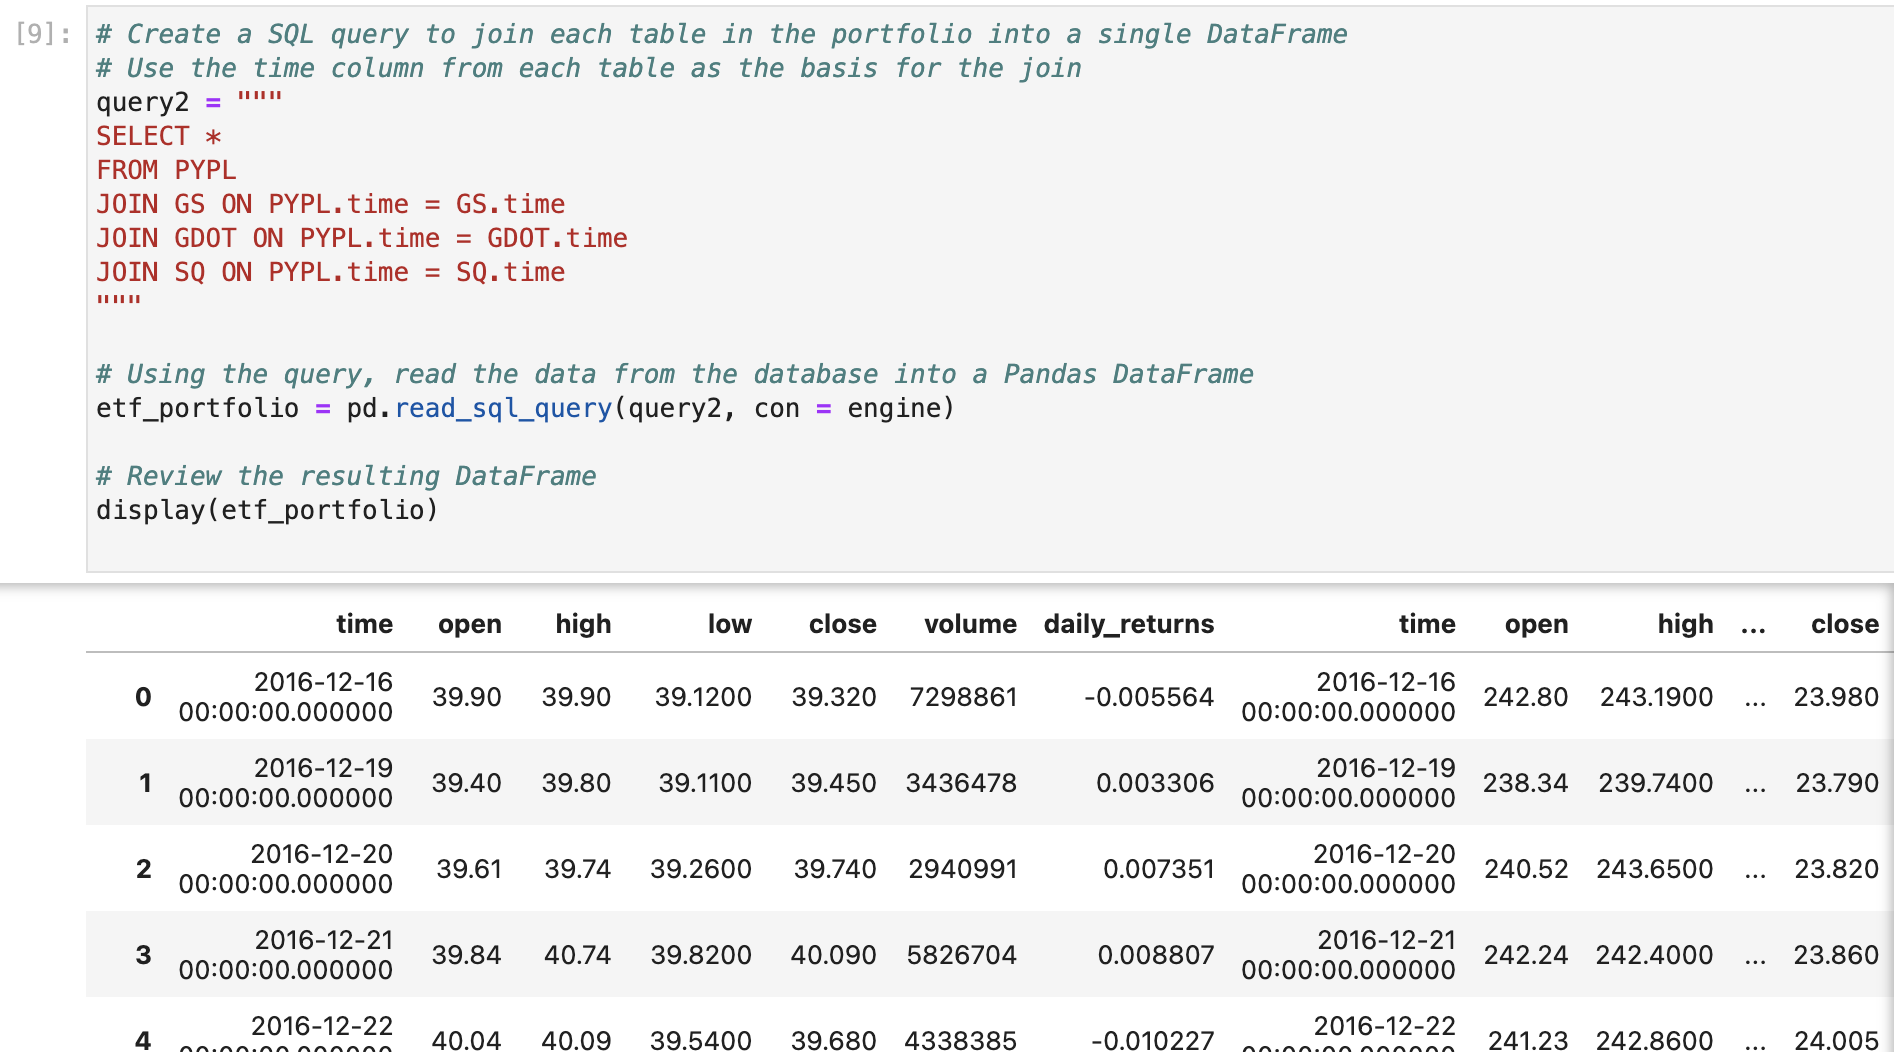 [9]:
# Create a SQL query to join each table in the portfolio into a single DataFrame
# Use the time column from each table as the basis for the join
query2 = """
SELECT *
FROM PYPL
JOIN GS ON PYPL.time = GS.time
JOIN GDOT ON PYPL.time = GDOT.time
JOIN SQ ON PYPL.time = SQ.time
"""
# Using the query, read the data from the database into a Pandas DataFrame
etf_portfolio = pd.read_sql_query(query2, con = engine)
# Review the resulting DataFrame
display(etf_portfolio)
time open high low close volume daily_returns time open high ... close
0 2016-12-16 00:00:00.000000 39.90 39.90 39.1200 39.320 7298861 -0.005564 2016-12-16 00:00:00.000000 242.80 243.1900 ... 23.980
1 2016-12-19 00:00:00.000000 39.40 39.80 39.1100 39.450 3436478 0.003306 2016-12-19 00:00:00.000000 238.34 239.7400 ... 23.790
2 2016-12-20 00:00:00.000000 39.61 39.74 39.2600 39.740 2940991 0.007351 2016-12-20 00:00:00.000000 240.52 243.6500 ... 23.820
3 2016-12-21 00:00:00.000000 39.84 40.74 39.8200 40.090 5826704 0.008807 2016-12-21 00:00:00.000000 242.24 242.4000 ... 23.860
4 2016-12-22 40.04 40.09 39.5400 39.680 4338385 -0.010227 2016-12-22 241.23 242.8600 ... 24.005